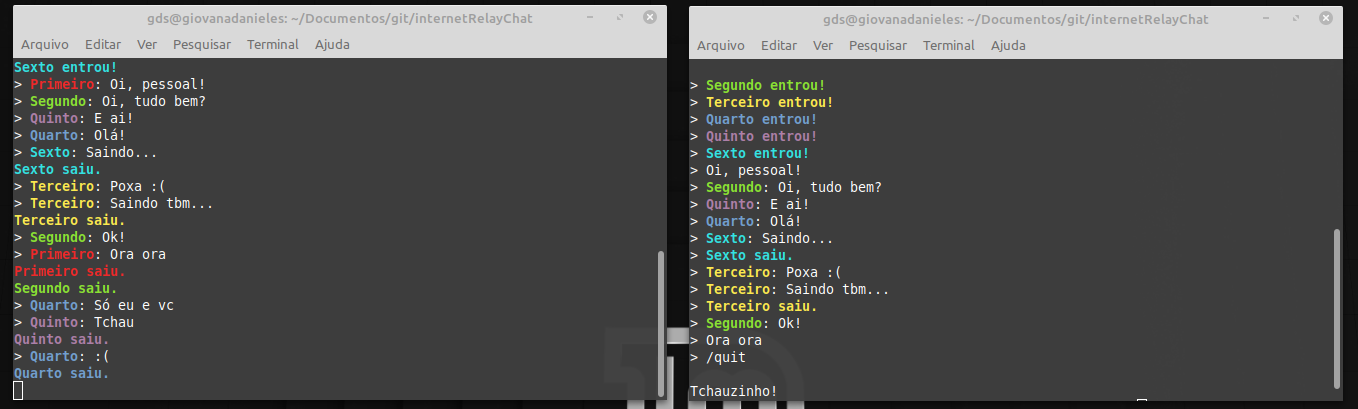 gds@giovanadanieles: ~/Documentos/git/internetRelayChat
Arquivo Editar Ver Pesquisar Terminal Ajuda
Sexto entrou!
> Primeiro: Oi, pessoal!
> Segundo: Oi, tudo bem?
> Quinto: E ai!
> Quarto: Olá!
> Sexto: Saindo...
Sexto saiu.
> Terceiro: Poxa :(
> Terceiro: Saindo tbm...
Terceiro saiu.
> Segundo: Ok!
> Primeiro: Ora ora
Primeiro saiu.
Segundo saiu.
> Quarto: Só eu e vc
> Quinto: Tchau
Quinto saiu.
> Quarto: :(
Quarto saiu.
gds@giovanadanieles: ~/Documentos/git/internetRelayChat
Arquivo Editar Ver Pesquisar Terminal Ajuda
> Segundo entrou!
> Terceiro entrou!
> Quarto entrou!
> Quinto entrou!
> Sexto entrou!
> Oi, pessoal!
> Segundo: Oi, tudo bem?
> Quinto: E ai!
> Quarto: Olá!
> Sexto: Saindo...
> Sexto saiu.
> Terceiro: Poxa :(
> Terceiro: Saindo tbm...
> Terceiro saiu.
> Segundo: Ok!
> Ora ora
> /quit
Tchauzinho!